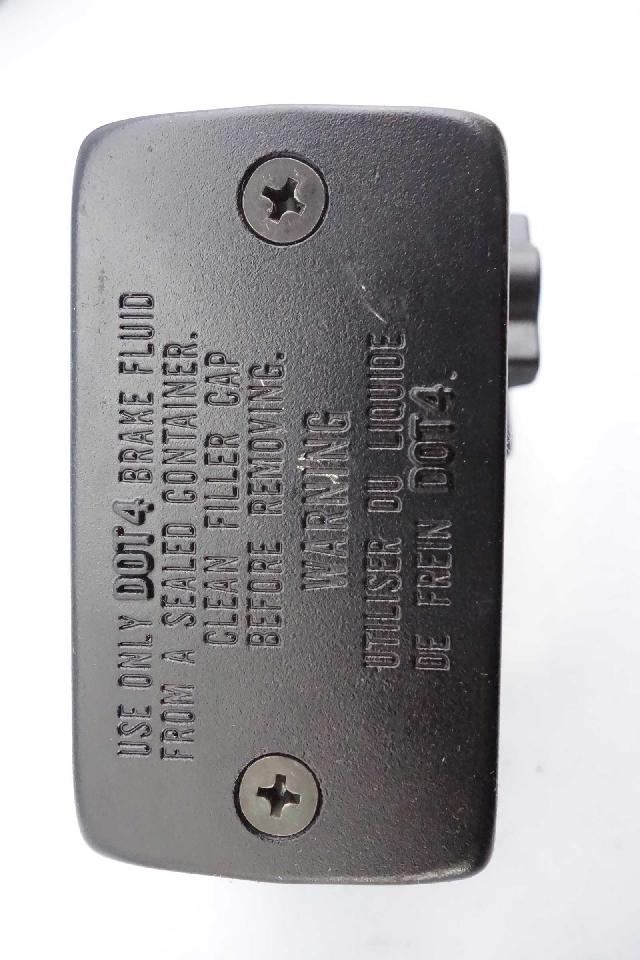 USE ONLY DOT4 BRAKE FLUID
FROM A SEALED CONTAINER.
CLEAN FILLER CAP
BEFORE REMOVING.
WARNING
UTILISER DU LIQUIDE
DE FREIN DOT4.